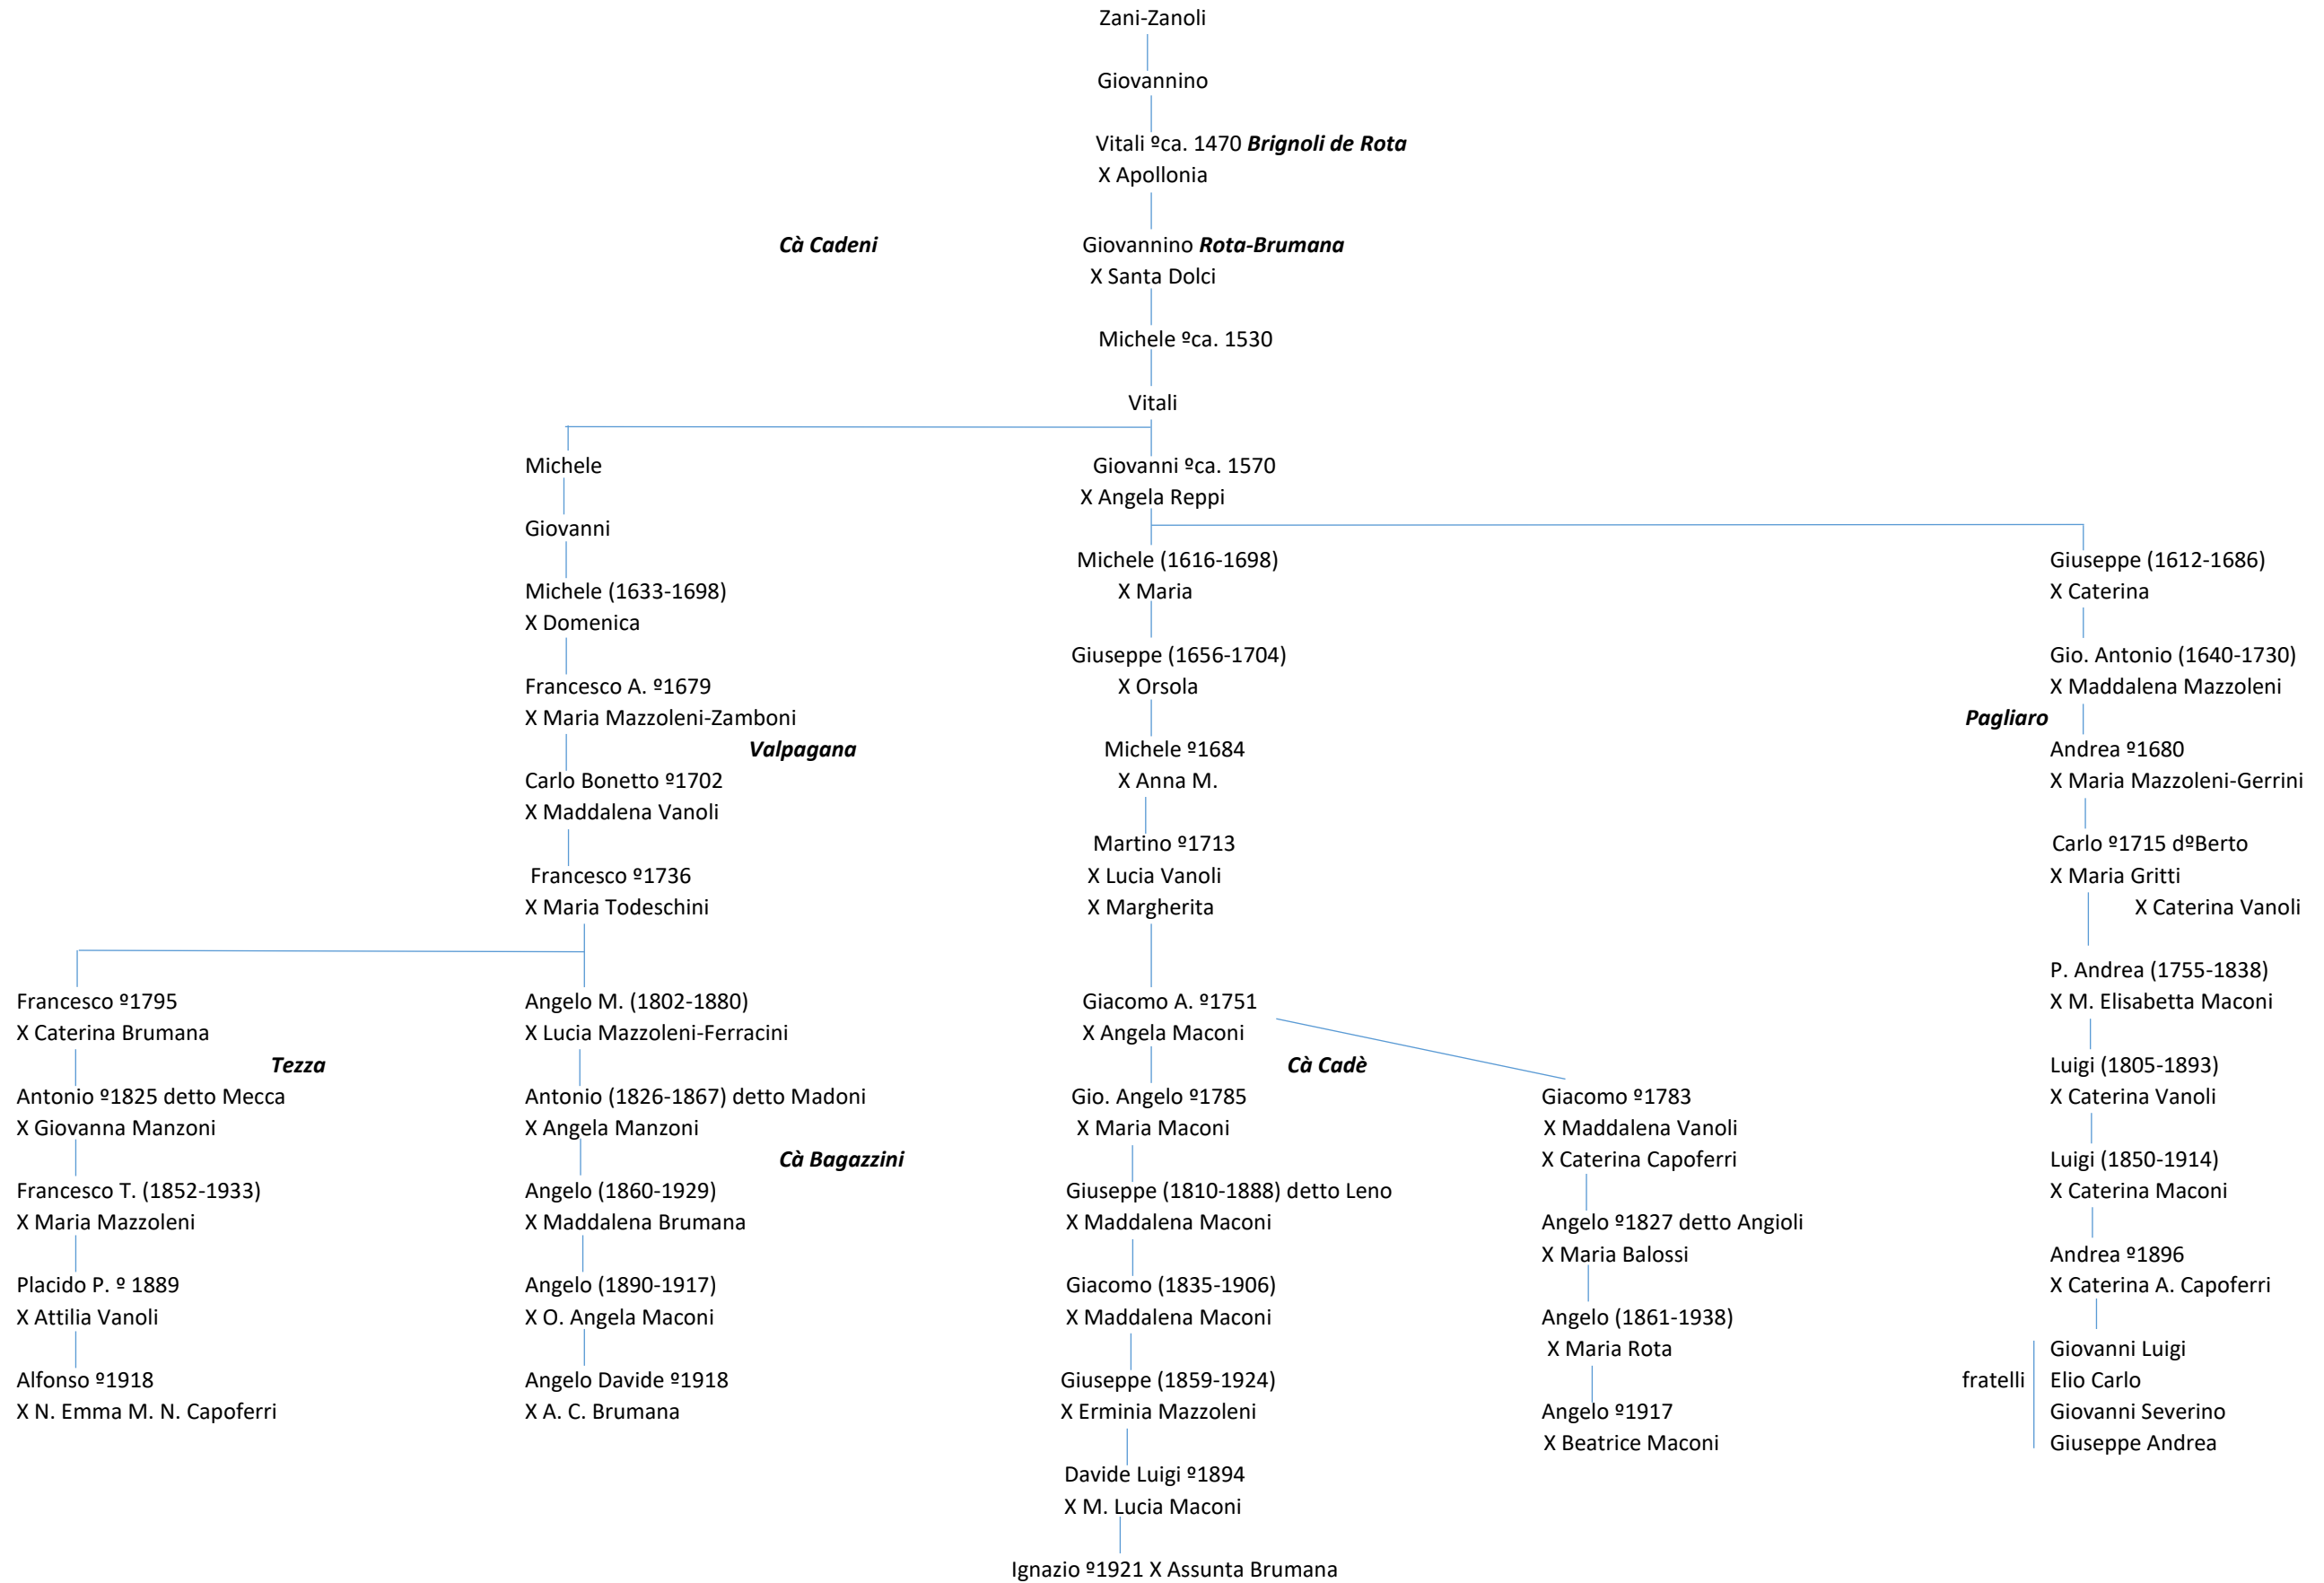 Zani-Zanoli
Giovannino
Vitali ºca. 1470 Brignoli de Rota
X Apollonia
Cà Cadeni
Giovannino Rota-Brumana
X Santa Dolci
Michele ºca. 1530
Vitali
Michele
Giovanni
Michele (1633-1698)
X Domenica
Francesco A. º1679
X Maria Mazzoleni-Zamboni
Valpagana
Carlo Bonetto º1702
X Maddalena Vanoli
Francesco º1736
X Maria Todeschini
Francesco º1795
X Caterina Brumana
Tezza
Antonio º1825 detto Mecca
X Giovanna Manzoni
Francesco T. (1852-1933)
X Maria Mazzoleni
Placido P. º 1889
X Attilia Vanoli
Alfonso º1918
X N. Emma M. N. Capoferri
Angelo M. (1802-1880)
X Lucia Mazzoleni-Ferracini
Antonio (1826-1867) detto Madoni
X Angela Manzoni
Cà Bagazzini
Angelo (1860-1929)
X Maddalena Brumana
Angelo (1890-1917)
X O. Angela Maconi
Angelo Davide º1918
X A. C. Brumana
Giovanni ºca. 1570
X Angela Reppi
Michele (1616-1698)
X Maria
Giuseppe (1656-1704)
X Orsola
Michele º1684
X Anna M.
Martino º1713
X Lucia Vanoli
X Margherita
Giacomo A. º1751
X Angela Maconi
Cà Cadè
Gio. Angelo º1785
X Maria Maconi
Giuseppe (1810-1888) detto Leno
X Maddalena Maconi
Giacomo (1835-1906)
X Maddalena Maconi
Giuseppe (1859-1924)
X Erminia Mazzoleni
Davide Luigi º1894
X M. Lucia Maconi
Ignazio º1921 X Assunta Brumana
Giacomo º1783
X Maddalena Vanoli
X Caterina Capoferri
Angelo º1827 detto Angioli
X Maria Balossi
Angelo (1861-1938)
X Maria Rota
Angelo º1917
X Beatrice Maconi
Giuseppe (1612-1686)
X Caterina
Gio. Antonio (1640-1730)
X Maddalena Mazzoleni
Pagliaro
Andrea º1680
X Maria Mazzoleni-Gerrini
Carlo º1715 dºBerto
X Maria Gritti
X Caterina Vanoli
P. Andrea (1755-1838)
X M. Elisabetta Maconi
Luigi (1805-1893)
X Caterina Vanoli
Luigi (1850-1914)
X Caterina Maconi
Andrea º1896
X Caterina A. Capoferri
Giovanni Luigi
fratelli
Elio Carlo
Giovanni Severino
Giuseppe Andrea